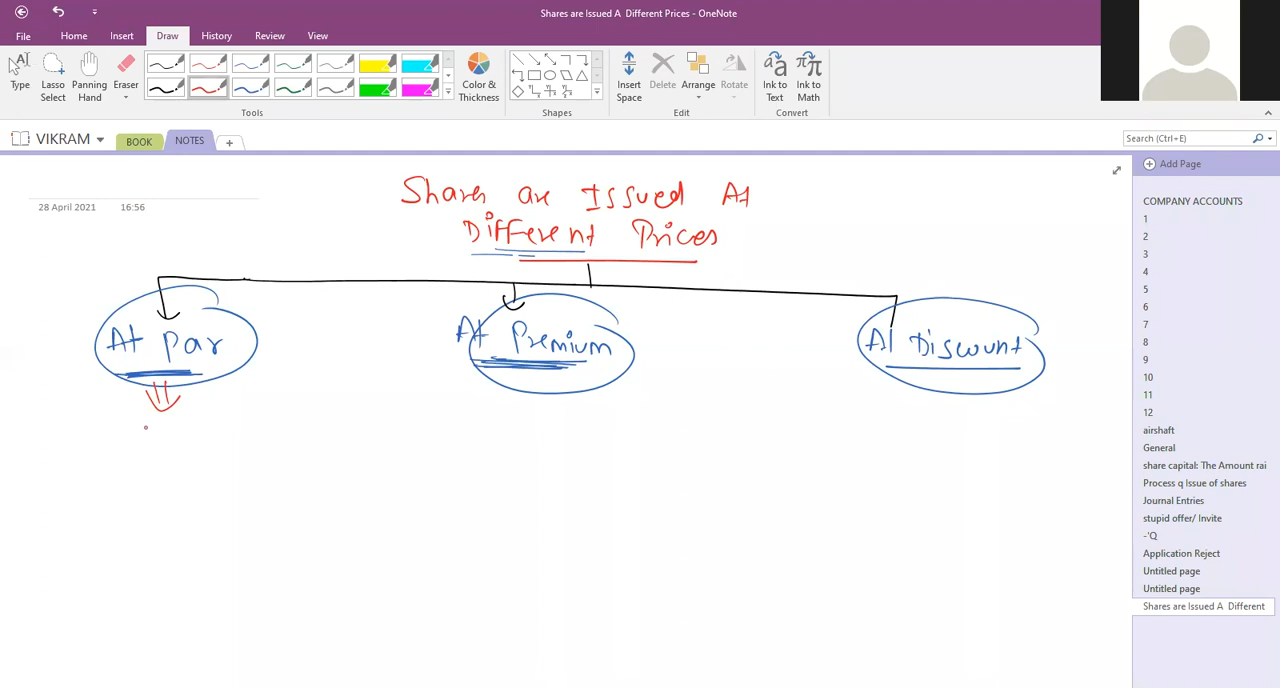 Shares are Issued A  Different Prices - OneNote
File Home Insert Draw History Review View
Type Lasso Select Panning Hand Eraser Color & Thickness Insert Space Delete Arrange Rotate Ink to Text Ink to Math
Tools Shapes Edit Convert
VIKRAM BOOK NOTES
Search (Ctrl+E)
Add Page
28 April 2021 16:56
Shares are Issued At
Different Prices
At Par At Premium At Discount
COMPANY ACCOUNTS
1
2
3
4
5
6
7
8
9
10
11
12
airshaft
General
share capital: The Amount rai
Process q Issue of shares
Journal Entries
stupid offer/ Invite
-'Q
Application Reject
Untitled page
Untitled page
Shares are Issued A  Different